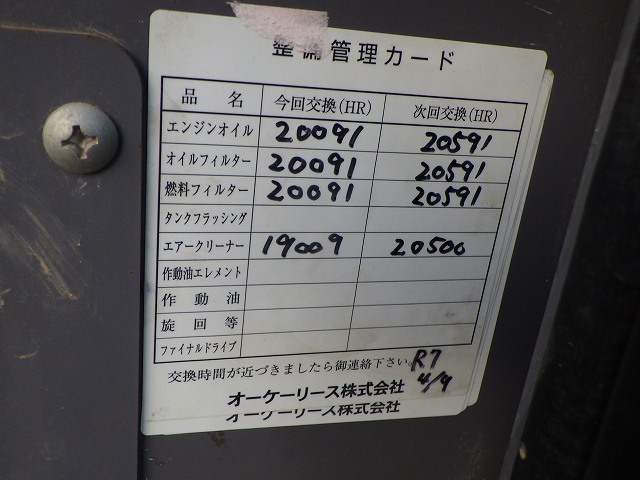 整備管理カード
品名 今回交換(HR) 次回交換(HR)
エンジンオイル 20091 20591
オイルフィルター 20091 20591
燃料フィルター 20091 20591
タンクフラッシング
エアークリーナー 19009 20500
作動油エレメント
作動油
旋回等
ファイナルドライブ
交換時間が近づきましたら御連絡下さい。 R7
オーケーリース株式会社 4/9
オーケーリース株式会社